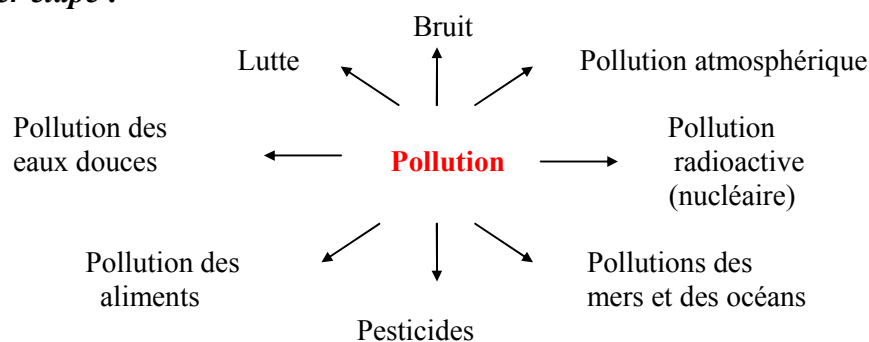 étape :
Bruit
Lutte
Pollution atmosphérique
Pollution des
eaux douces
Pollution
Pollution
radioactive
(nucléaire)
Pollution des
aliments
Pollutions des
mers et des océans
Pesticides